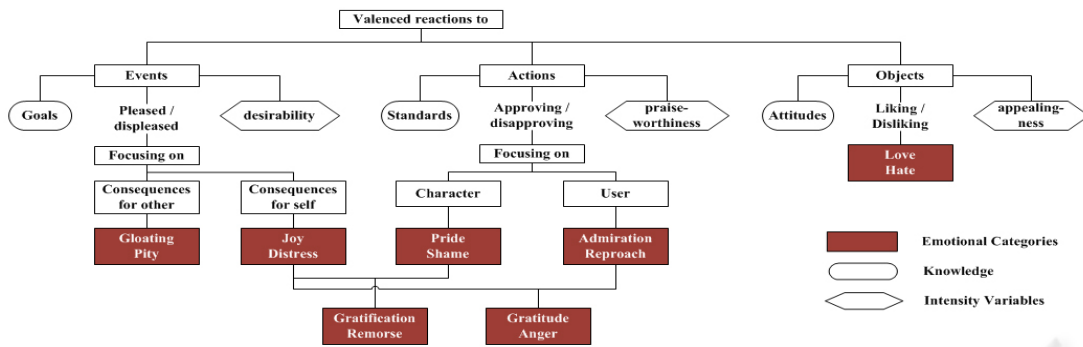 Valenced reactions to
Events
Actions
Objects
Goals
Pleased /
displeased
desirability
Standards
Approving /
disapproving
praise-
worthiness
Attitudes
Liking /
Disliking
appealing-
ness
Focusing on
Focusing on
Love
Hate
Consequences
for other
Consequences
for self
Character
User
Gloating
Pity
Joy
Distress
Pride
Shame
Admiration
Reproach
Emotional Categories
Knowledge
Intensity Variables
Gratification
Remorse
Gratitude
Anger